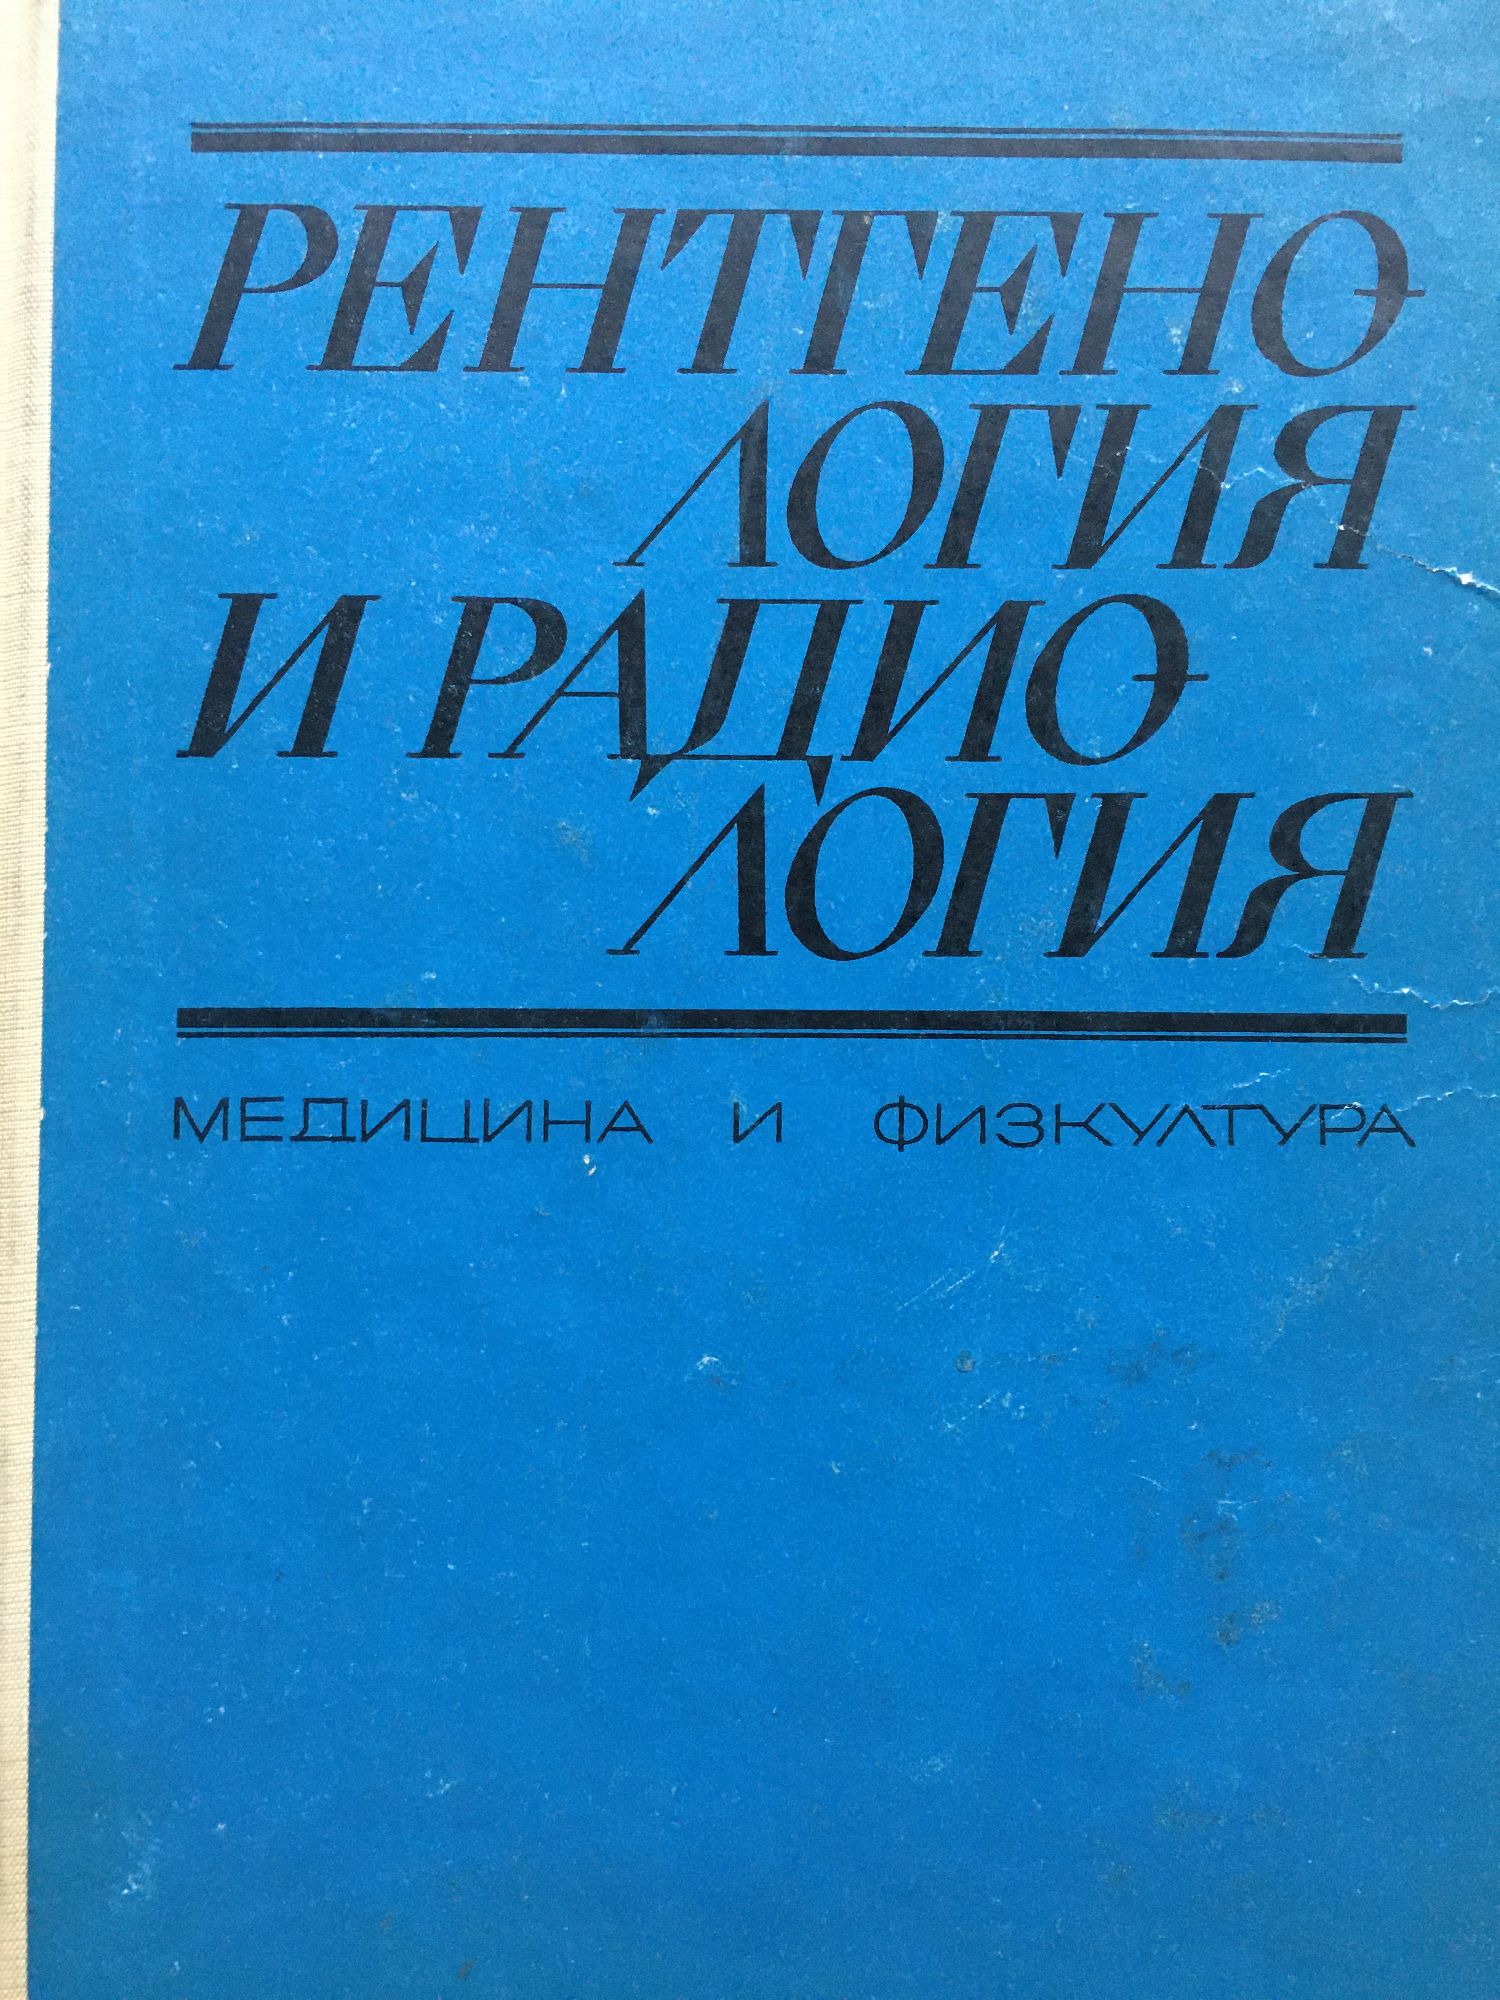 РЕНТГЕНО-
ЛОГИЯ
И РАДИО-
ЛОГИЯ
МЕДИЦИНА И ФИЗКУЛТУРА